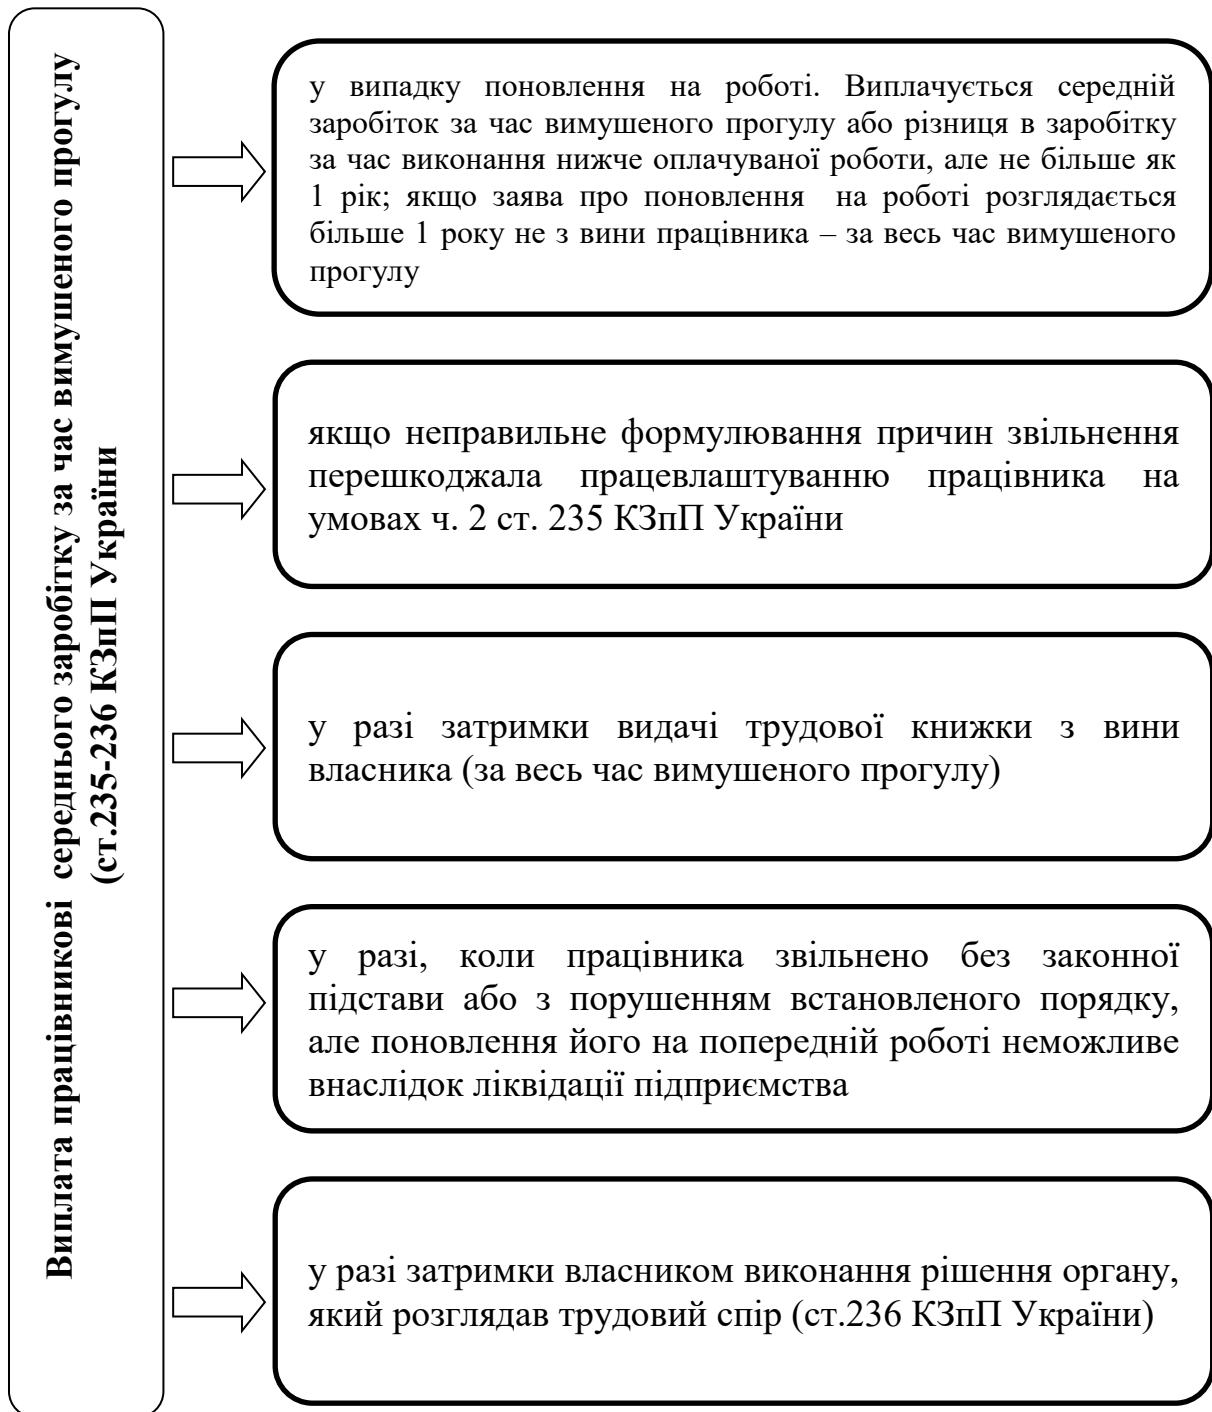 Виплата працівникові середнього заробітку за час вимушеного прогулу
(ст.235-236 КЗпП України
у випадку поновлення на роботі. Виплачується середній
заробіток за час вимушеного прогулу або різниця в заробітку
за час виконання нижче оплачуваної роботи, але не більше як
1 рік; якщо заява про поновлення на роботі розглядається
більше 1 року не з вини працівника – за весь час вимушеного
прогулу
якщо неправильне формулювання причин звільнення
перешкоджала працевлаштуванню працівника на
умовах ч. 2 ст. 235 КЗпП України
у разі затримки видачі трудової книжки з вини
власника (за весь час вимушеного прогулу)
у разі, коли працівника звільнено без законної
підстави або з порушенням встановленого порядку,
але поновлення його на попередній роботі неможливе
внаслідок ліквідації підприємства
у разі затримки власником виконання рішення органу,
який розглядав трудовий спір (ст.236 КЗпП України)